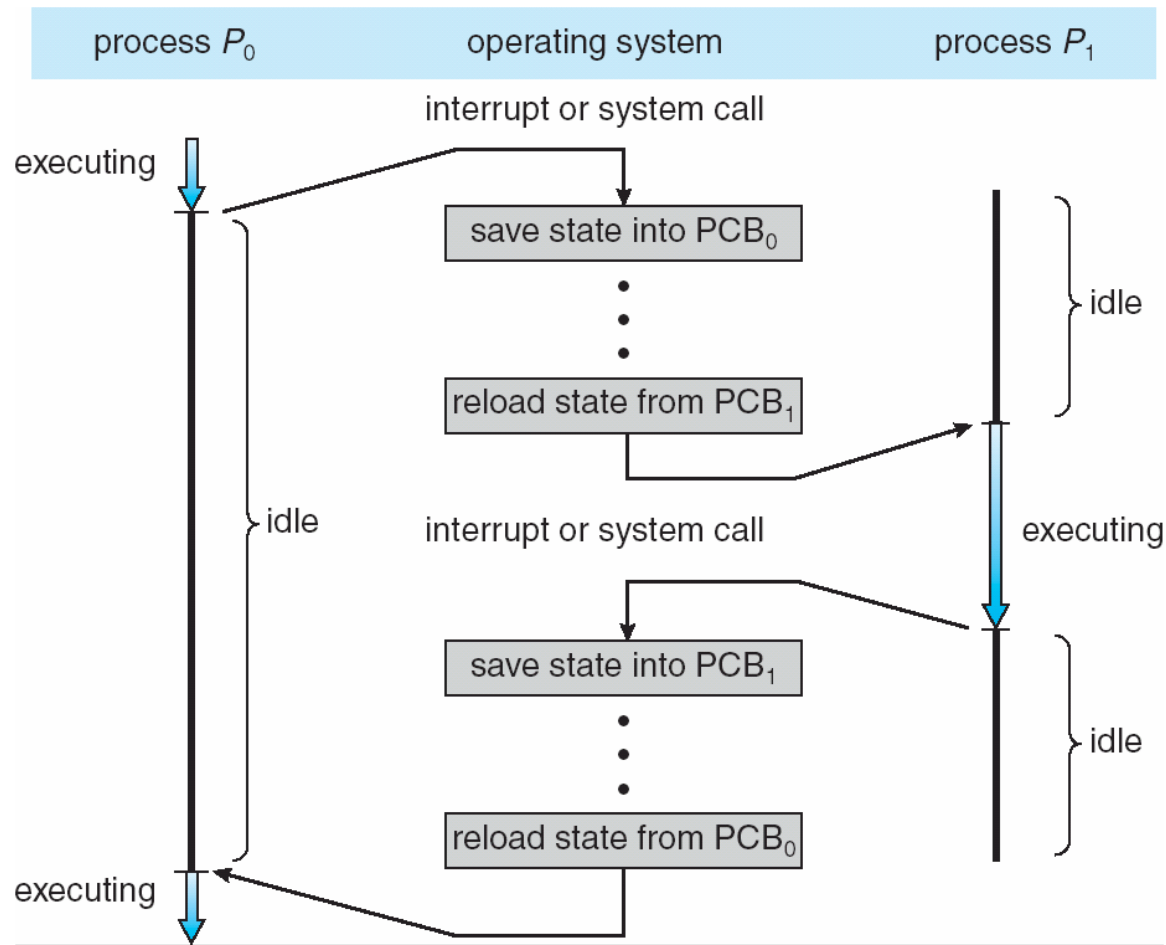 process P₀ operating system process P₁
interrupt or system call
executing
save state into PCB₀
idle
reload state from PCB₁
idle
interrupt or system call
executing
save state into PCB₁
idle
reload state from PCB₀
executing